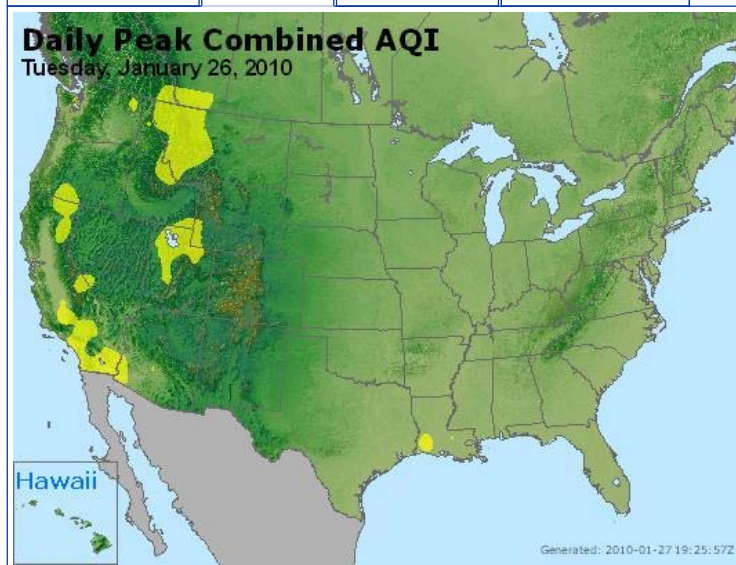 Daily Peak Combined AQI
Tuesday, January 26, 2010
Hawaii
Generated: 2010-01-27 19:25:57Z